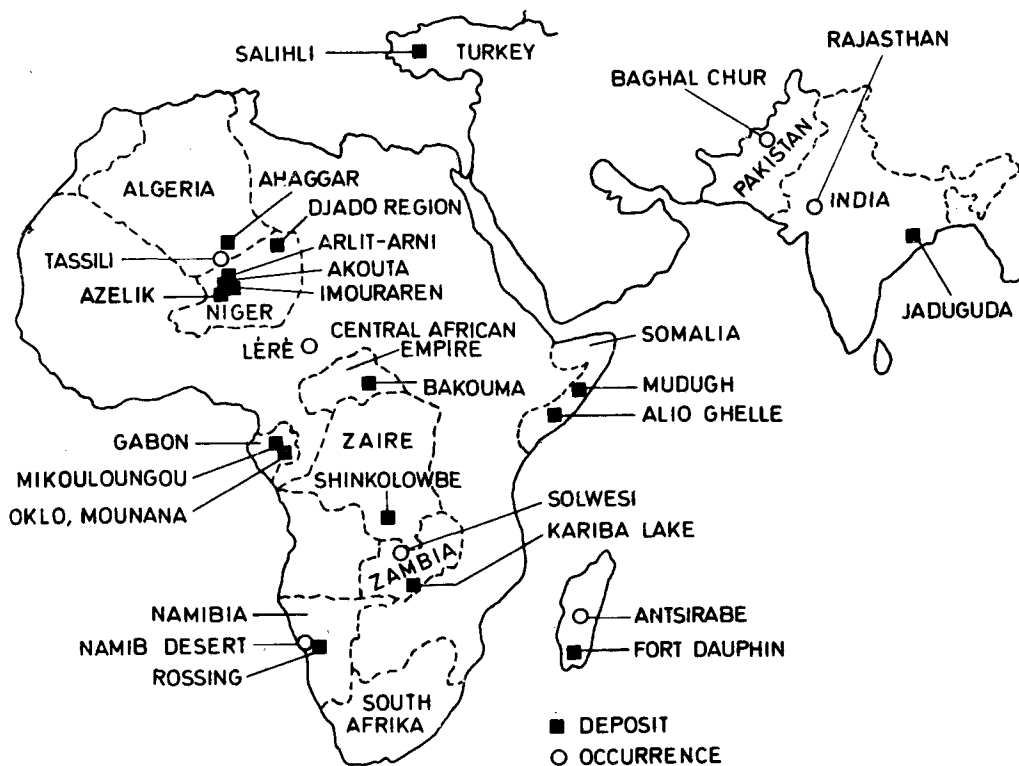 SALIHLI
TURKEY
RAJASTHAN
BAGHAL CHUR
PAKISTAN
INDIA
JADUGUDA
ALGERIA
AHAGGAR
DJADO REGION
TASSILI
ARLIT-ARNI
AKOUTA
AZELIK
IMOURAREN
NIGER
LÉRÈ
CENTRAL AFRICAN
EMPIRE
BAKOUMA
SOMALIA
MUDUGH
ALIO GHELLE
GABON
ZAIRE
MIKOULOUNGOU
OKLO, MOUNANA
SHINKOLOWBE
SOLWESI
KARIBA LAKE
ZAMBIA
NAMIBIA
NAMIB DESERT
ROSSING
ANTSIRABE
FORT DAUPHIN
SOUTH
AFRIKA
DEPOSIT
OCCURRENCE